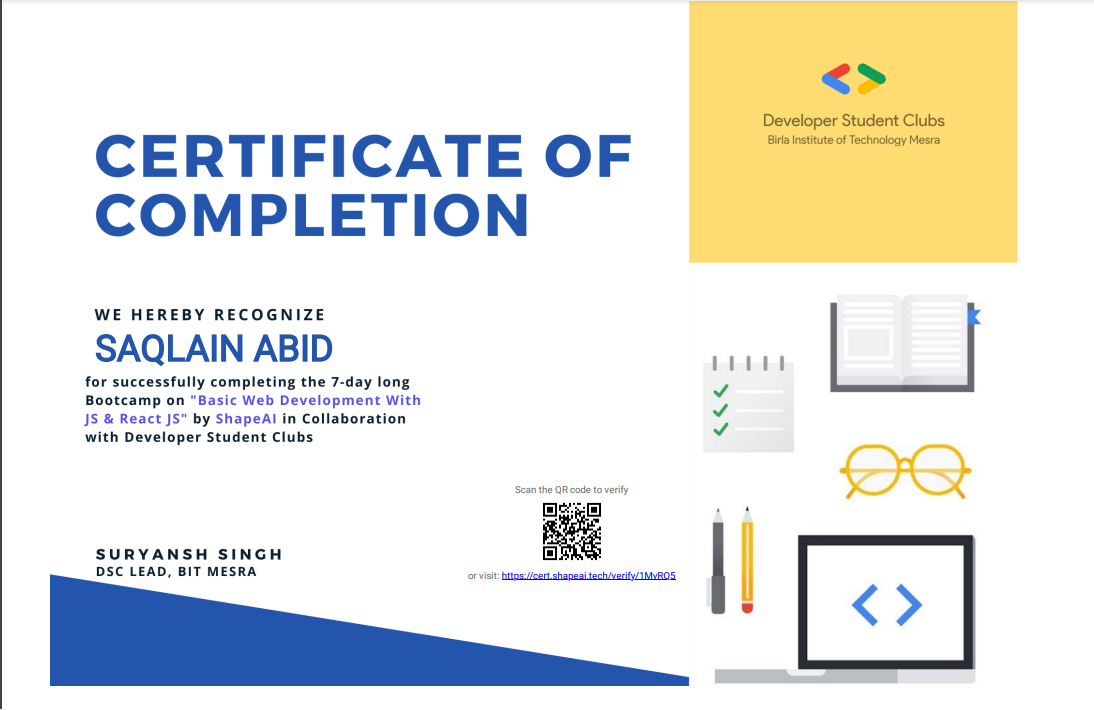 Developer Student Clubs
Birla Institute of Technology Mesra
CERTIFICATE OF
COMPLETION
WE HEREBY RECOGNIZE
SAQLAIN ABID
for successfully completing the 7-day long
Bootcamp on "Basic Web Development With
JS & React JS" by ShapeAI in Collaboration
with Developer Student Clubs
Scan the QR code to verify
or visit: https://cert.shapeai.tech/verify/1MvRO5
SURYANSH SINGH
DSC LEAD, BIT MESRA